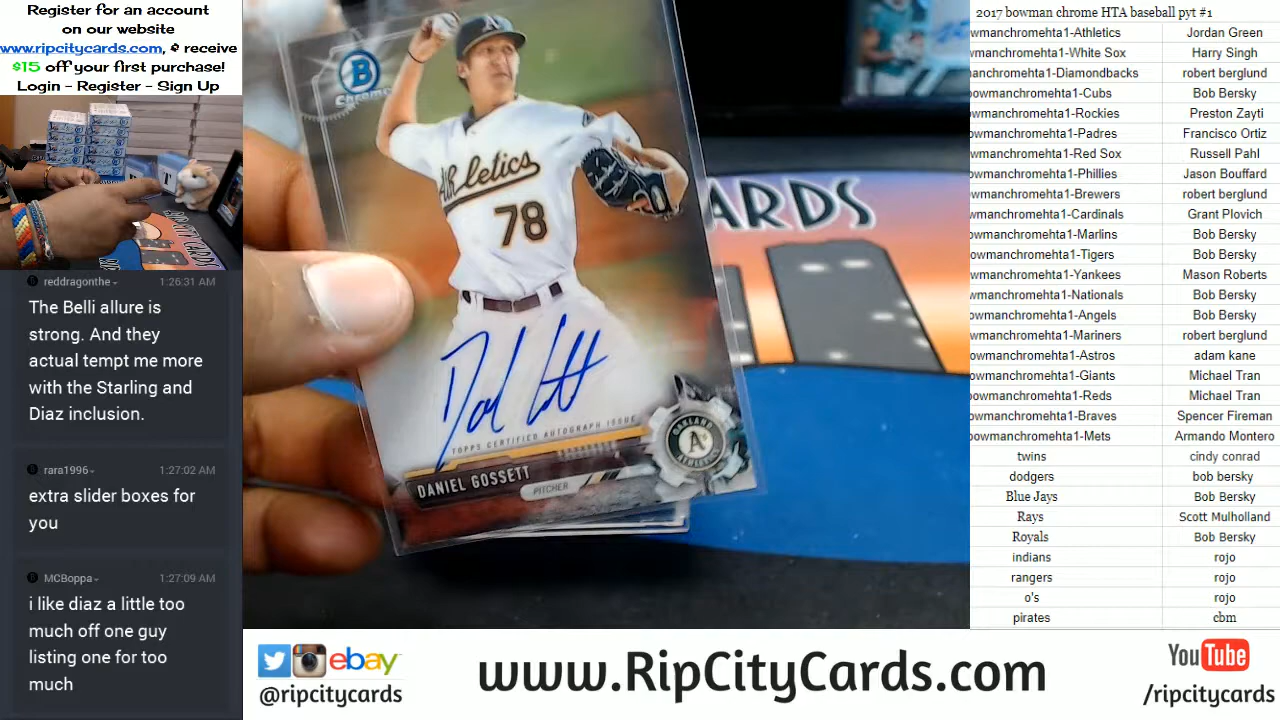 Register for an account
on our website
www.ripcitycards.com, & receive
$15 off your first purchase!
Login - Register - Sign Up
reddragonthe
1:26:31 AM
The Belli allure is
strong. And they
actual tempt me more
with the Starling and
Diaz inclusion.
rara1996
1:27:02 AM
extra slider boxes for
you
MCBoppa
1:27:09 AM
i like diaz a little too
much off one guy
listing one for too
much
B
Chrome
A's
Athletics
78
ARDS
TOPPS CERTIFIED AUTOGRAPH ISSUE
DANIEL GOSSETT
PITCHER
OAKLAND
A's
ATHLETICS
2017 bowman chrome HTA baseball pyt #1
owmanchromehta1-Athletics Jordan Green
wmanchromehta1-White Sox Harry Singh
manchromehta1-Diamondbacks robert berglund
bowmanchromehta1-Cubs Bob Bersky
owmanchromehta1-Rockies Preston Zayti
owmanchromehta1-Padres Francisco Ortiz
wmanchromehta1-Red Sox Russell Pahl
owmanchromehta1-Phillies Jason Bouffard
owmanchromehta1-Brewers robert berglund
wmanchromehta1-Cardinals Grant Plovich
owmanchromehta1-Marlins Bob Bersky
owmanchromehta1-Tigers Bob Bersky
wmanchromehta1-Yankees Mason Roberts
wmanchromehta1-Nationals Bob Bersky
owmanchromehta1-Angels Bob Bersky
wmanchromehta1-Mariners robert berglund
owmanchromehta1-Astros adam kane
owmanchromehta1-Giants Michael Tran
owmanchromehta1-Reds Michael Tran
owmanchromehta1-Braves Spencer Fireman
bowmanchromehta1-Mets Armando Montero
twins cindy conrad
dodgers bob bersky
Blue Jays Bob Bersky
Rays Scott Mulholland
Royals Bob Bersky
indians rojo
rangers rojo
o's rojo
pirates cbm
ebay
@ripcitycards
www.RipCityCards.com
YouTube
/ripcitycards